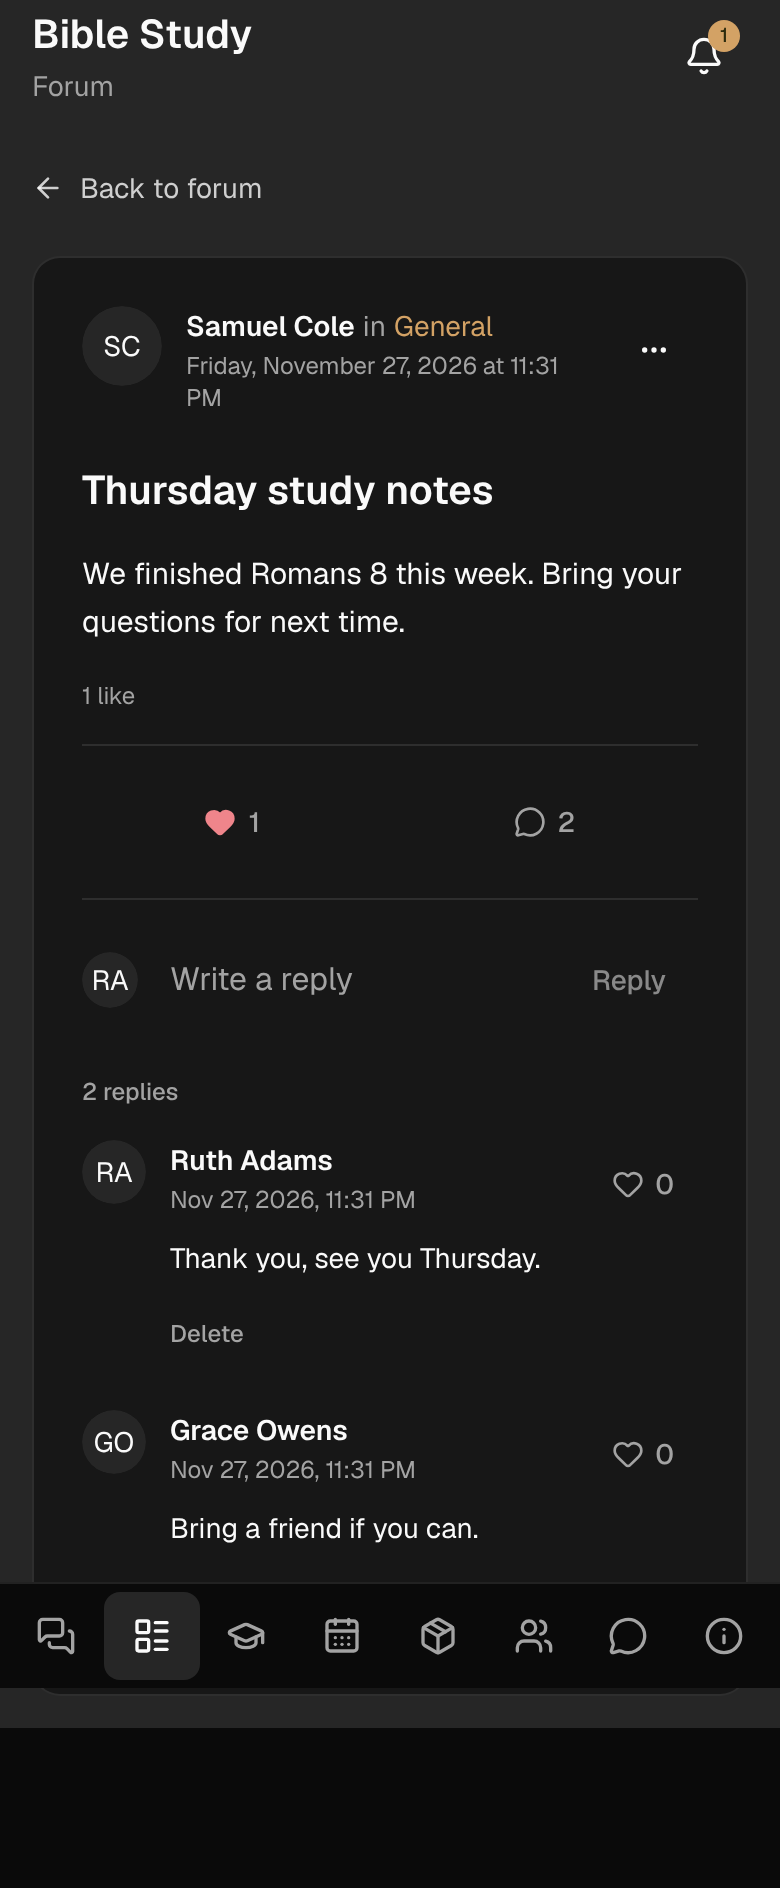 Bible Study
1
Forum
Back to forum
SC
Samuel Cole in General
Friday, November 27, 2026 at 11:31
PM
Thursday study notes
We finished Romans 8 this week. Bring your
questions for next time.
1 like
1
2
RA
Write a reply
Reply
2 replies
RA
Ruth Adams
Nov 27, 2026, 11:31 PM
0
Thank you, see you Thursday.
Delete
GO
Grace Owens
Nov 27, 2026, 11:31 PM
0
Bring a friend if you can.